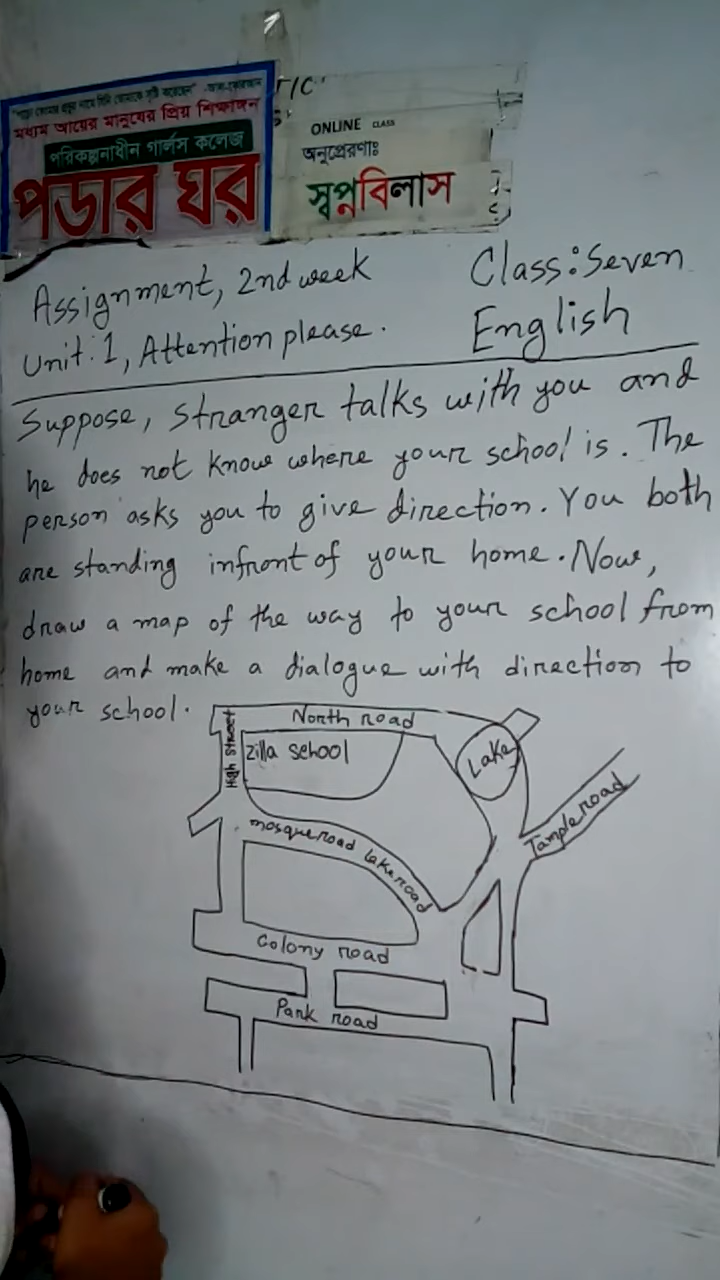 মধ্যম আয়ের মানুষের প্রিয় শিক্ষাঙ্গন
পরিকল্পনাধীন গার্লস কলেজ
পড়ার ঘর
TIC
ONLINE CLASS
অনুপ্রেরণাঃ
স্বপ্নবিলাস
Assignment, 2nd week
Class: Seven
Unit: 1, Attention please.
English
Suppose, stranger talks with you and
he does not know where your school is. The
person asks you to give direction. You both
are standing infront of your home. Now,
draw a map of the way to your school from
home and make a dialogue with direction to
your school.
North road
High Street
zilla school
Lake
Tample road
mosque road Lake road
Colony road
Park road